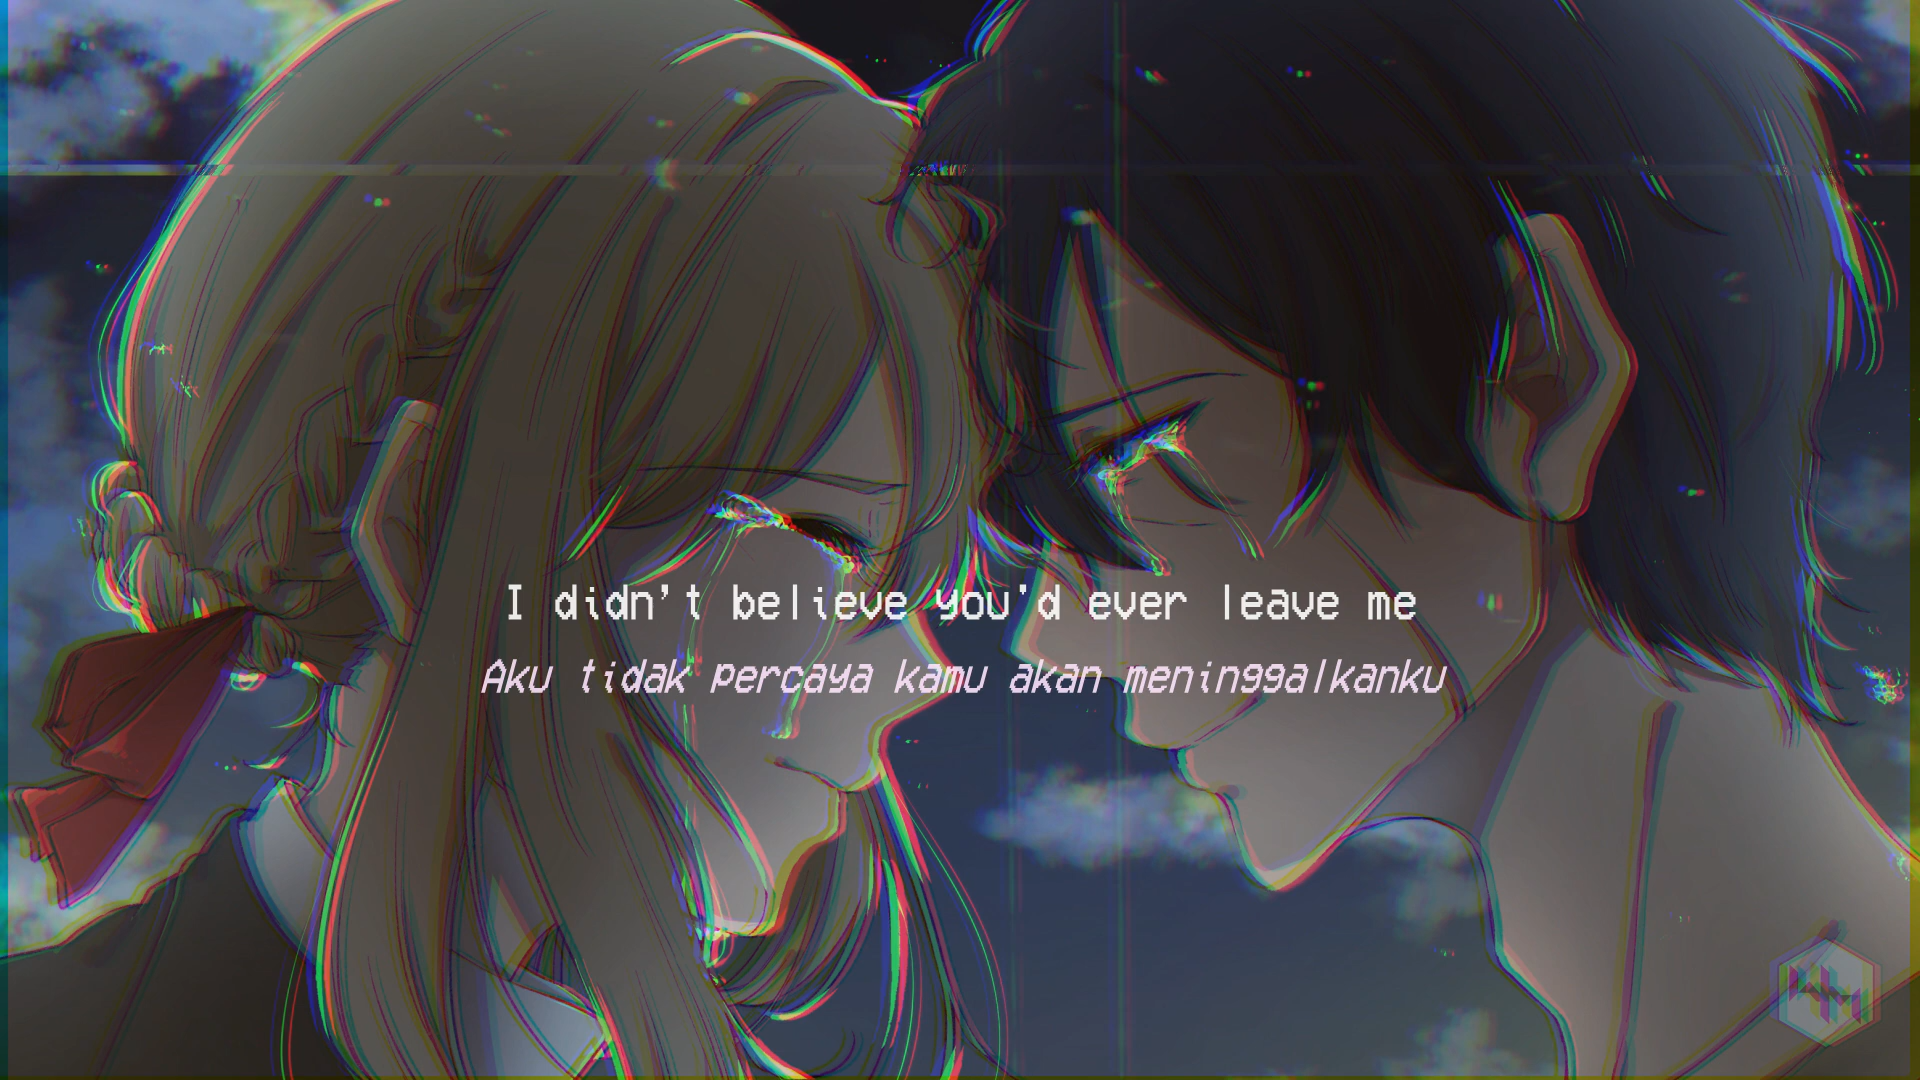 I didn't believe you'd ever leave me
Aku tidak percaya kamu akan meninggalkanku